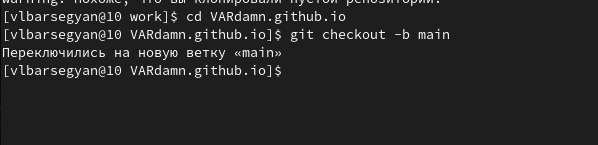 warning: Похоже, что вы клонировали пустой репозиторий.
[vlbarsegyan@10 work]$ cd VARdamn.github.io
[vlbarsegyan@10 VARdamn.github.io]$ git checkout -b main
Переключились на новую ветку «main»
[vlbarsegyan@10 VARdamn.github.io]$